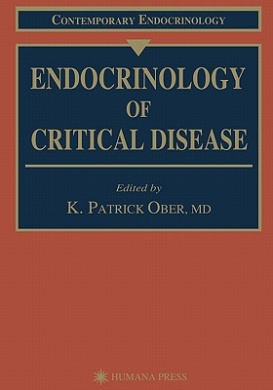 CONTEMPORARY ENDOCRINOLOGY
ENDOCRINOLOGY
OF
CRITICAL DISEASE
Edited by
K. PATRICK OBER, MD
HUMANA PRESS